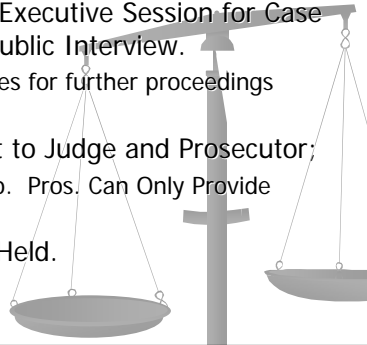 Executive Session for Case
ublic Interview.
es for further proceedings
t to Judge and Prosecutor;
o. Pros. Can Only Provide
Held.